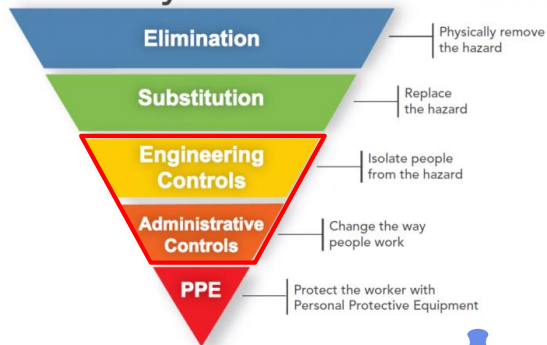 Elimination
Physically remove
the hazard
Substitution
Replace
the hazard
Engineering
Controls
Isolate people
from the hazard
Administrative
Controls
Change the way
people work
PPE
Protect the worker with
Personal Protective Equipment